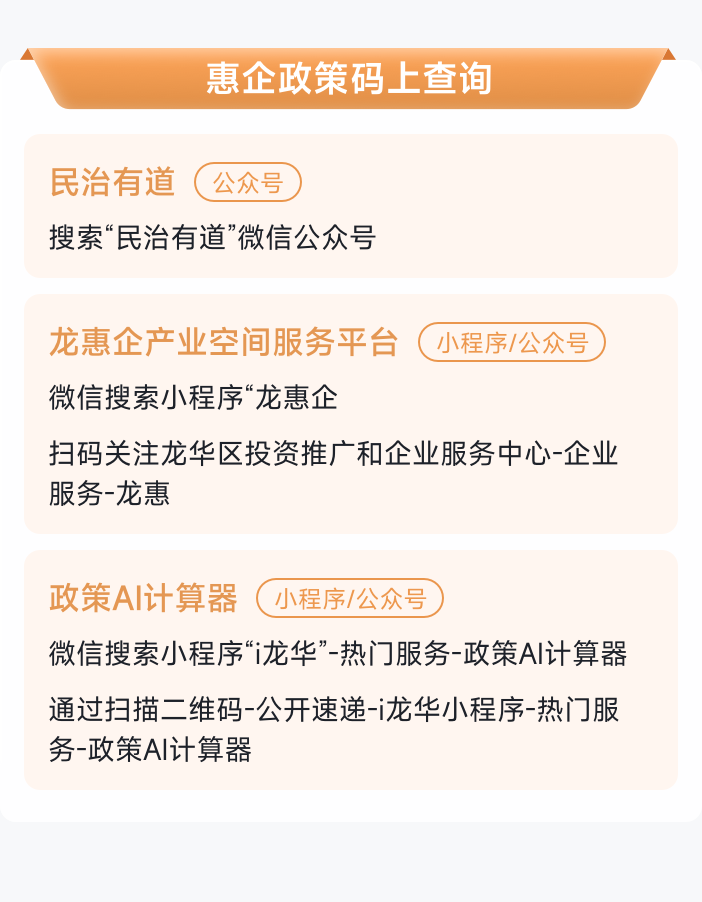 惠企政策码上查询
民治有道 公众号
搜索“民治有道”微信公众号
龙惠企产业空间服务平台 小程序/公众号
微信搜索小程序“龙惠企
扫码关注龙华区投资推广和企业服务中心-企业
服务-龙惠
政策AI计算器 小程序/公众号
微信搜索小程序“i龙华”-热门服务-政策AI计算器
通过扫描二维码-公开速递-i龙华小程序-热门服
务-政策AI计算器